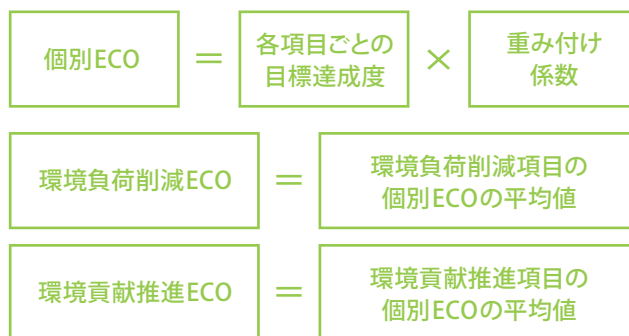 個別ECO ＝ 各項目ごとの目標達成度 × 重み付け係数
環境負荷削減ECO ＝ 環境負荷削減項目の個別ECOの平均値
環境貢献推進ECO ＝ 環境貢献推進項目の個別ECOの平均値